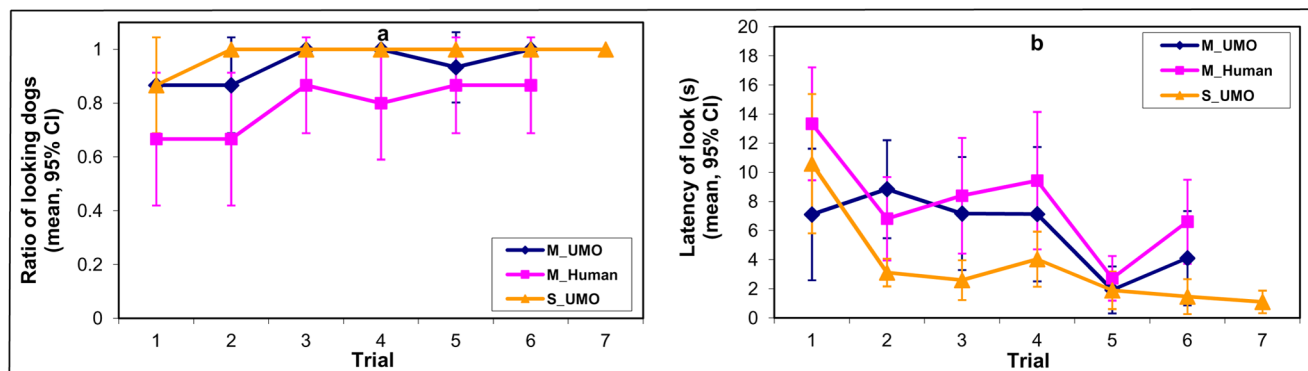 a
Ratio of looking dogs
(mean, 95% CI)
1
0.8
0.6
0.4
0.2
0
M_UMO
M_Human
S_UMO
1 2 3 4 5 6 7
Trial
b
Latency of look (s)
(mean, 95% CI)
20
18
16
14
12
10
8
6
4
2
0
M_UMO
M_Human
S_UMO
1 2 3 4 5 6 7
Trial